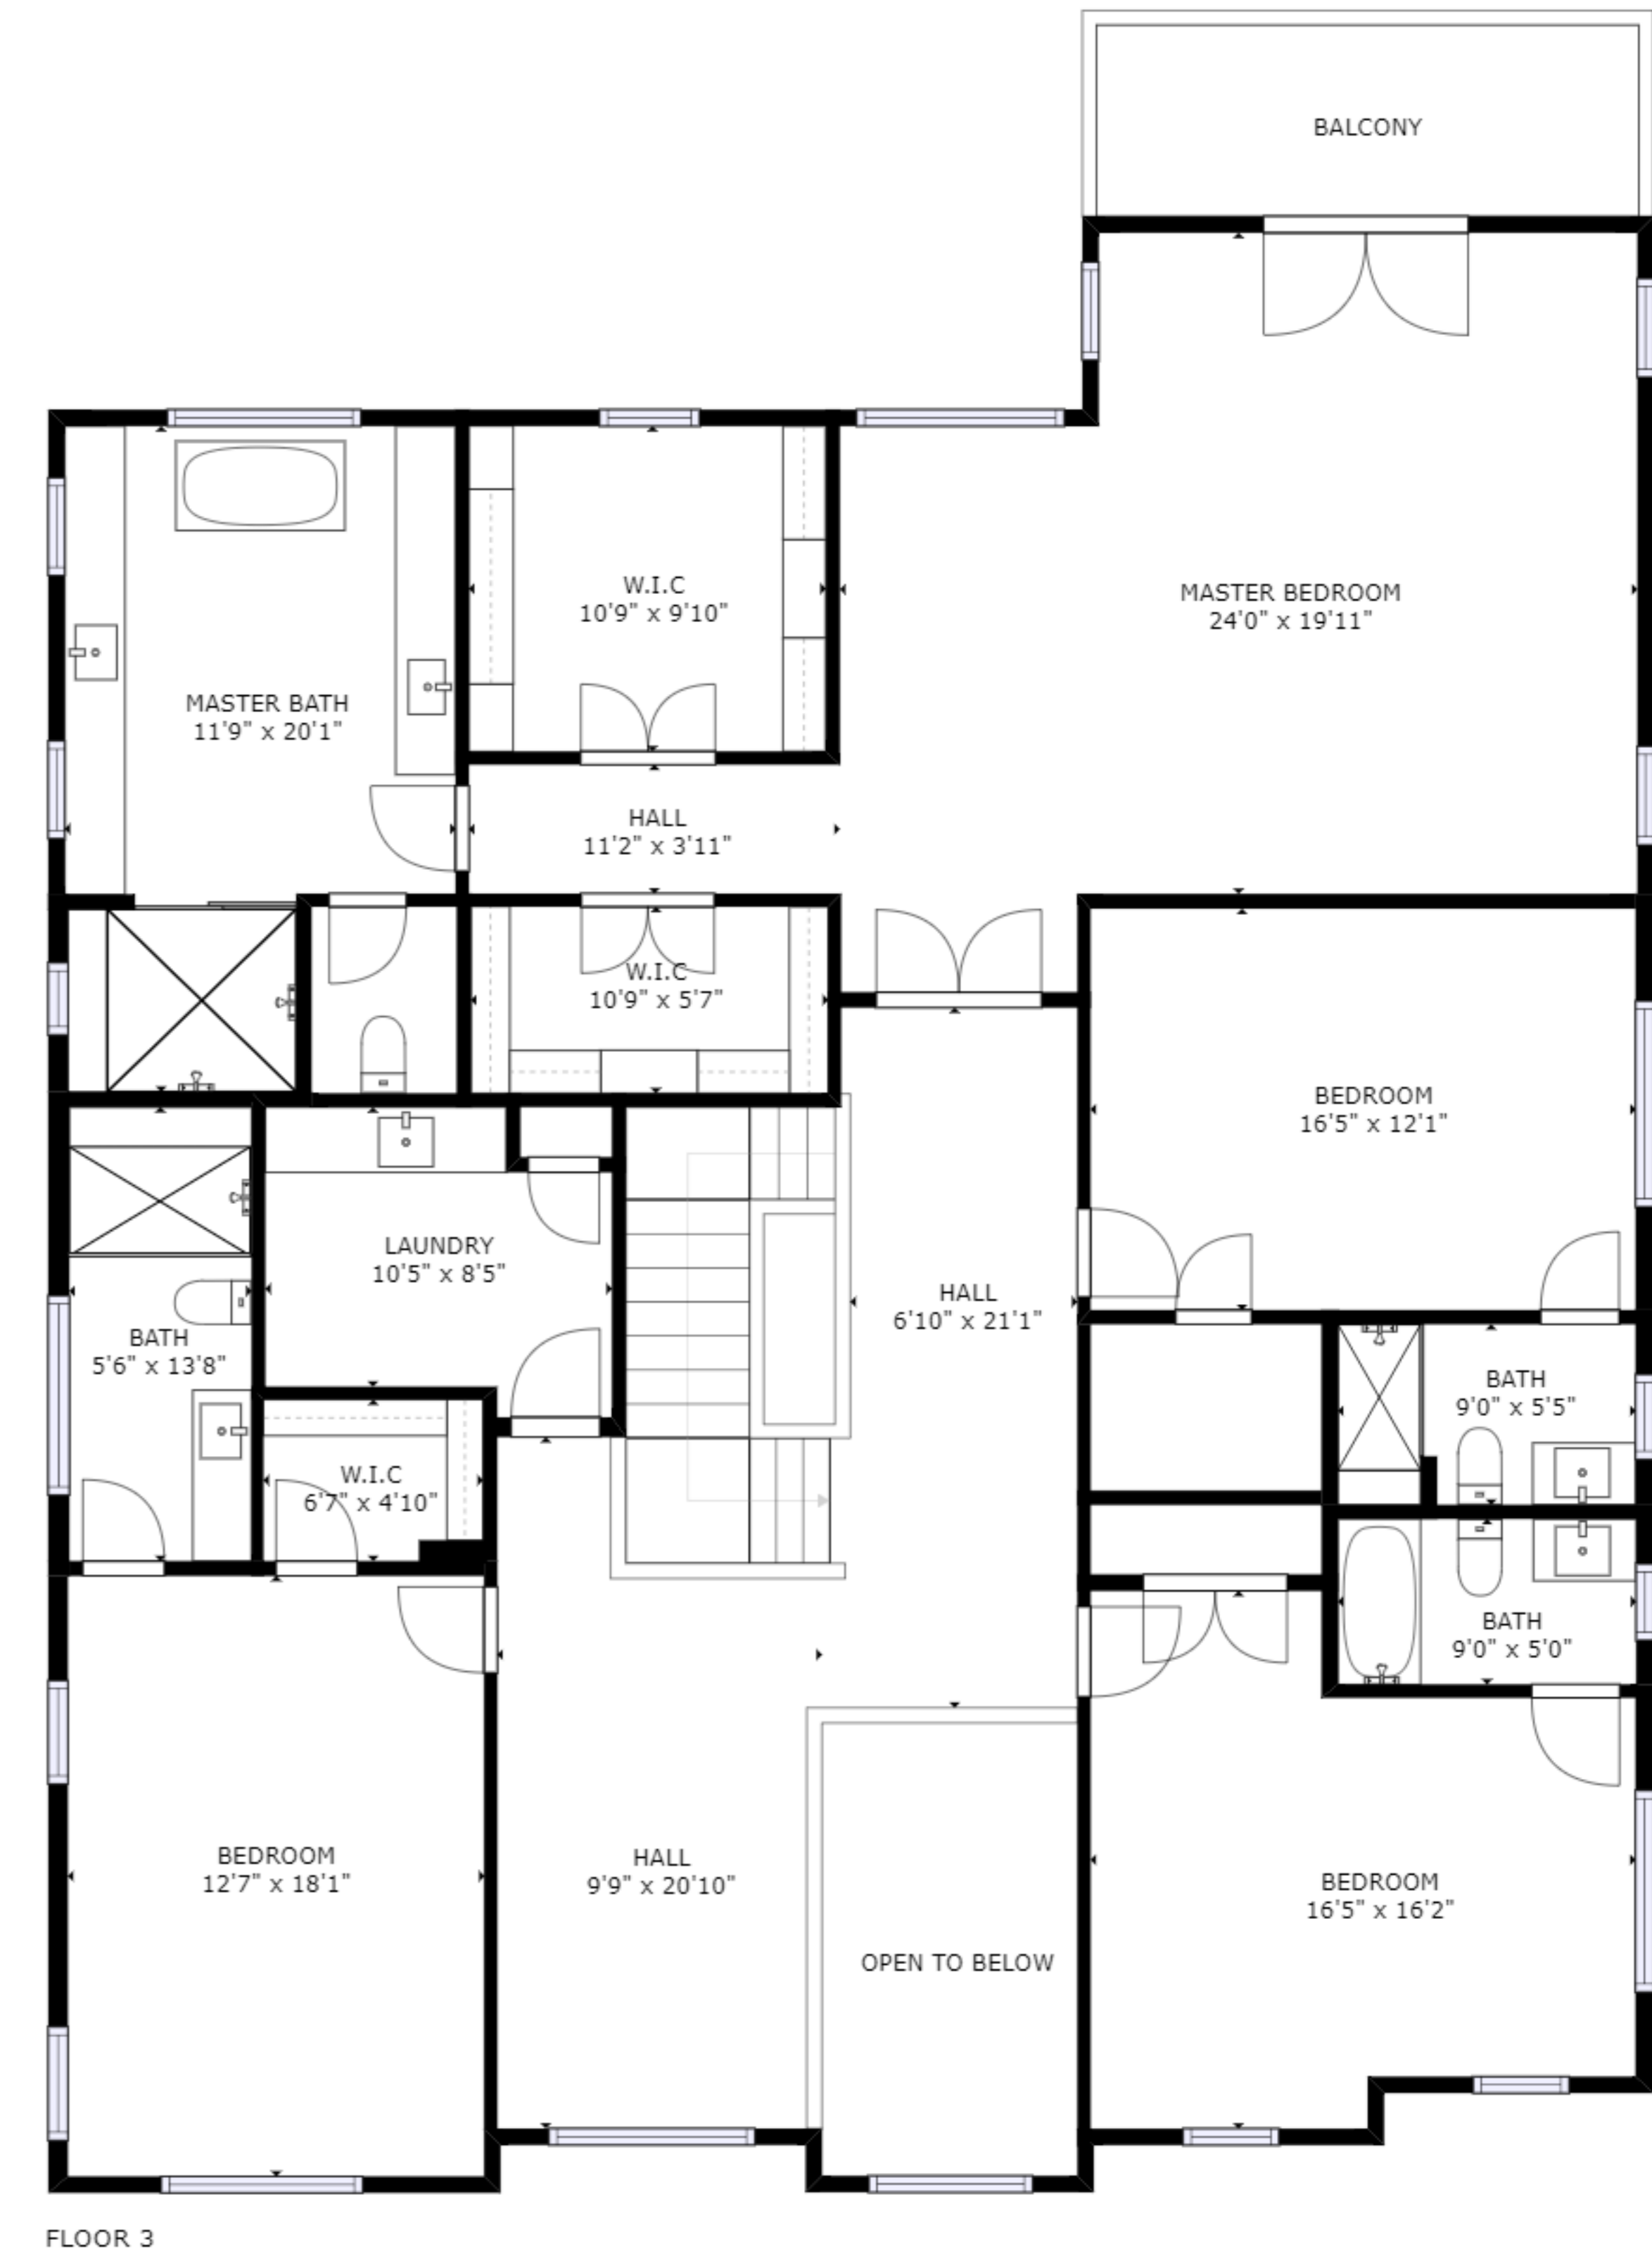 BALCONY
W.I.C
10'9" x 9'10"
MASTER BEDROOM
24'0" x 19'11"
MASTER BATH
11'9" x 20'1"
HALL
11'2" x 3'11"
W.I.C
10'9" x 5'7"
BEDROOM
16'5" x 12'1"
LAUNDRY
10'5" x 8'5"
HALL
6'10" x 21'1"
BATH
5'6" x 13'8"
BATH
9'0" x 5'5"
W.I.C
6'7" x 4'10"
BATH
9'0" x 5'0"
BEDROOM
12'7" x 18'1"
HALL
9'9" x 20'10"
BEDROOM
16'5" x 16'2"
OPEN TO BELOW
FLOOR 3